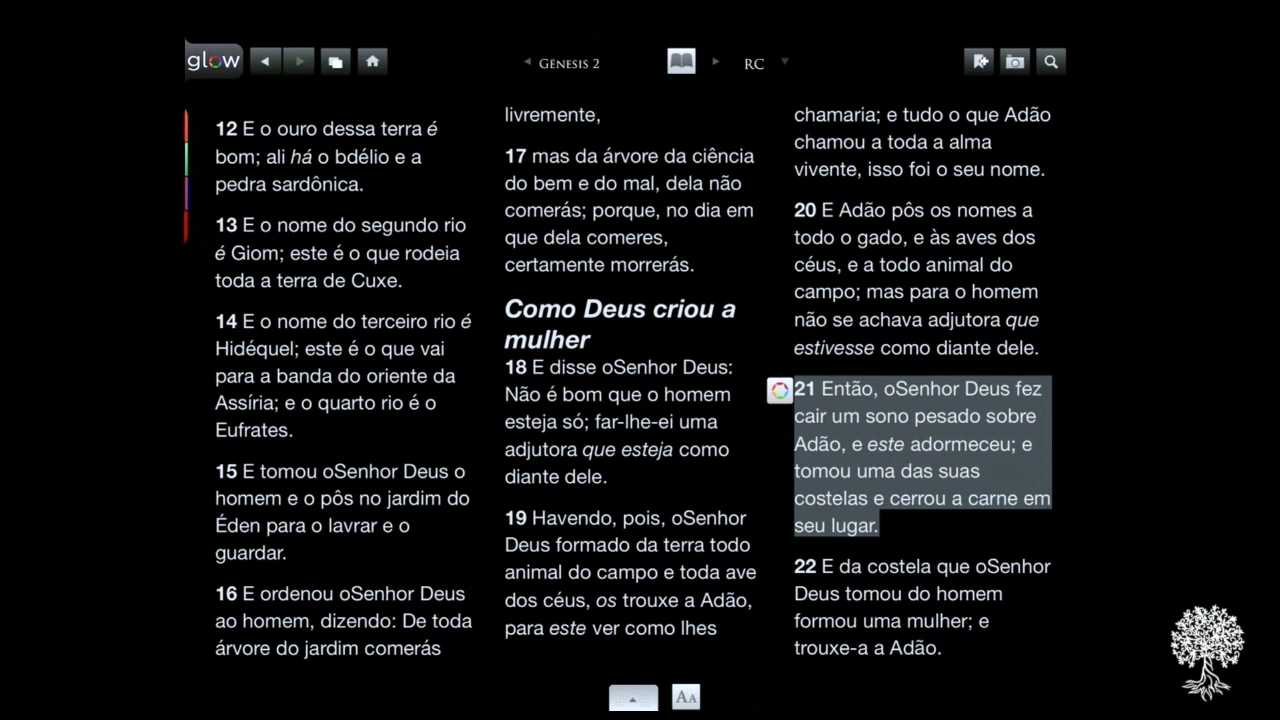 glow
GÊNESIS 2
RC
12 E o ouro dessa terra é
bom; ali há o bdélio e a
pedra sardônica.
13 E o nome do segundo rio
é Giom; este é o que rodeia
toda a terra de Cuxe.
14 E o nome do terceiro rio é
Hidéquel; este é o que vai
para a banda do oriente da
Assíria; e o quarto rio é o
Eufrates.
15 E tomou oSenhor Deus o
homem e o pôs no jardim do
Éden para o lavrar e o
guardar.
16 E ordenou oSenhor Deus
ao homem, dizendo: De toda
árvore do jardim comerás
livremente,
17 mas da árvore da ciência
do bem e do mal, dela não
comerás; porque, no dia em
que dela comeres,
certamente morrerás.
Como Deus criou a
mulher
18 E disse oSenhor Deus:
Não é bom que o homem
esteja só; far-lhe-ei uma
adjutora que esteja como
diante dele.
19 Havendo, pois, oSenhor
Deus formado da terra todo
animal do campo e toda ave
dos céus, os trouxe a Adão,
para este ver como lhes
chamaria; e tudo o que Adão
chamou a toda a alma
vivente, isso foi o seu nome.
20 E Adão pôs os nomes a
todo o gado, e às aves dos
céus, e a todo animal do
campo; mas para o homem
não se achava adjutora que
estivesse como diante dele.
21 Então, oSenhor Deus fez
cair um sono pesado sobre
Adão, e este adormeceu; e
tomou uma das suas
costelas e cerrou a carne em
seu lugar.
22 E da costela que oSenhor
Deus tomou do homem
formou uma mulher; e
trouxe-a a Adão.
AA